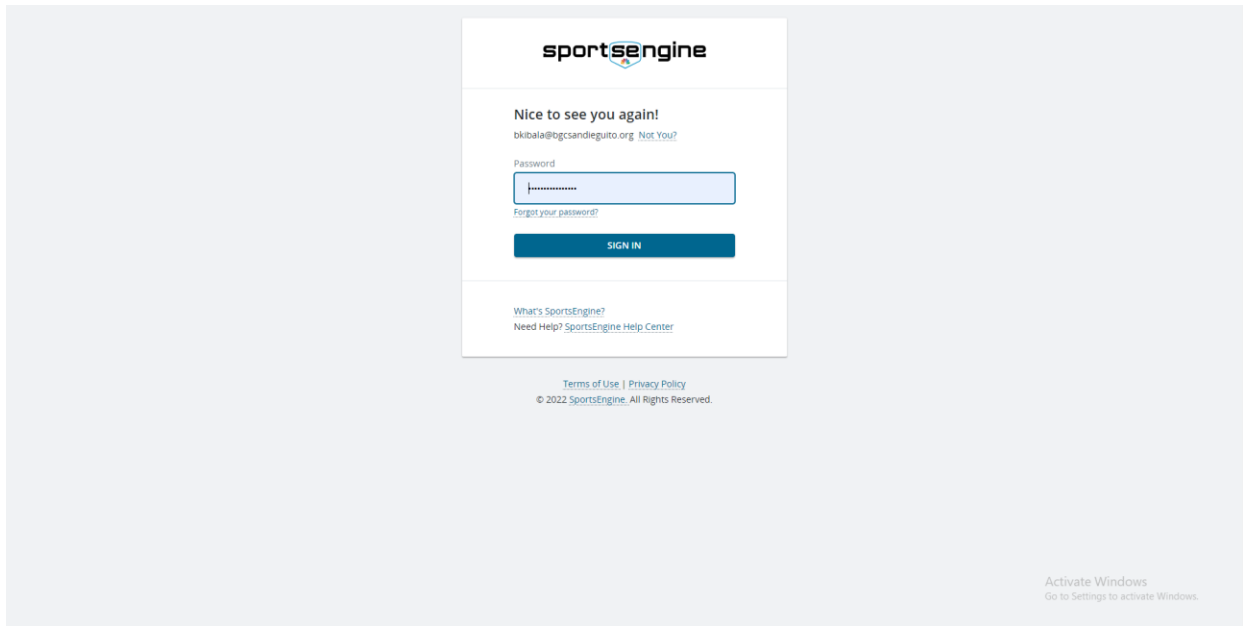 sportsengine
Nice to see you again!
bkibala@bgcsandieguito.org Not You?
Password
•••••••••••••••
Forgot your password?
SIGN IN
What's SportsEngine?
Need Help? SportsEngine Help Center
Terms of Use | Privacy Policy
© 2022 SportsEngine. All Rights Reserved.
Activate Windows
Go to Settings to activate Windows.